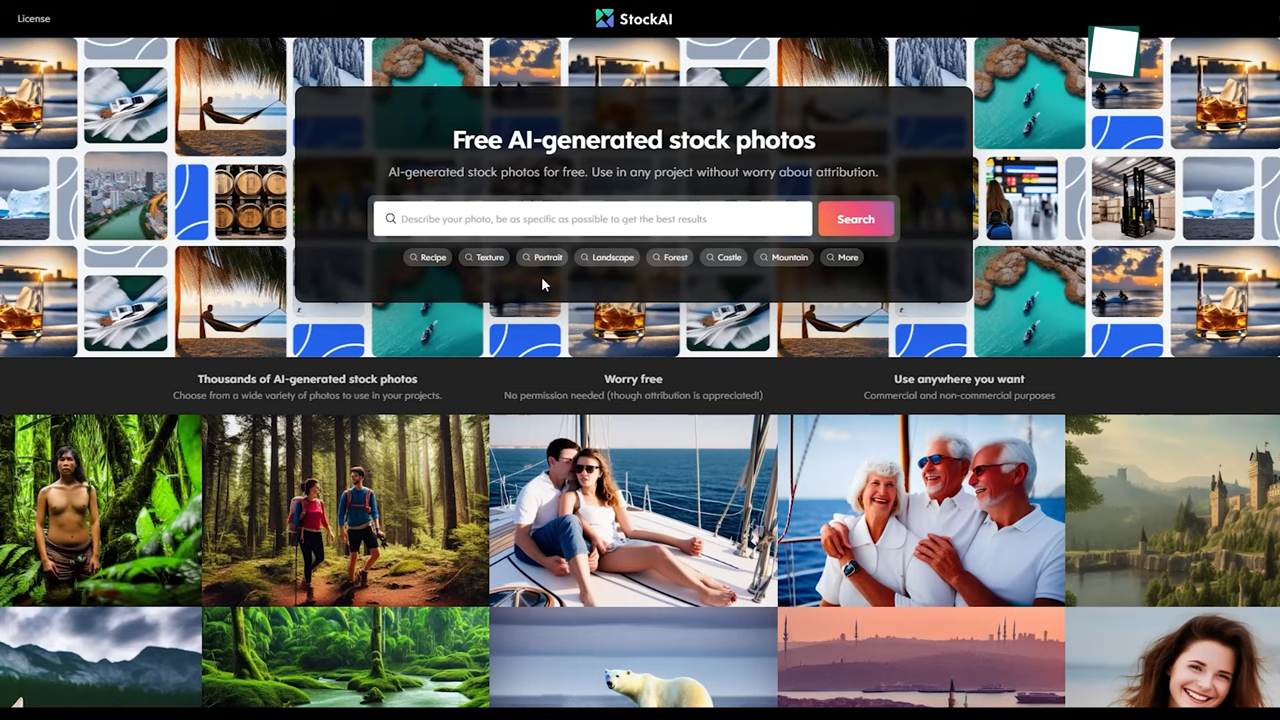 License
StockAI
Free AI-generated stock photos
AI-generated stock photos for free. Use in any project without worry about attribution.
Describe your photo, be as specific as possible to get the best results
Search
Recipe Texture Portrait Landscape Forest Castle Mountain More
Thousands of AI-generated stock photos
Choose from a wide variety of photos to use in your projects.
Worry free
No permission needed (though attribution is appreciated!)
Use anywhere you want
Commercial and non-commercial purposes